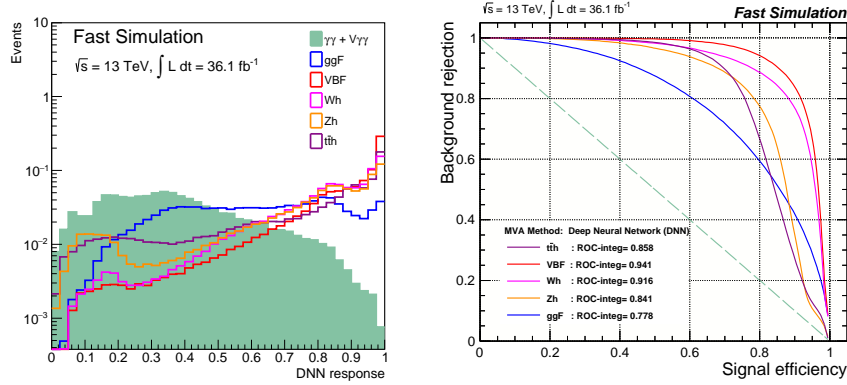 Events
10
1
10⁻¹
10⁻²
10⁻³
Fast Simulation
√s = 13 TeV, ∫ L dt = 36.1 fb⁻¹
γγ + Vγγ
ggF
VBF
Wh
Zh
tt̄h
0 0.1 0.2 0.3 0.4 0.5 0.6 0.7 0.8 0.9 1
DNN response
√s = 13 TeV, ∫ L dt = 36.1 fb⁻¹
Fast Simulation
Background rejection
1
0.8
0.6
0.4
0.2
0
MVA Method: Deep Neural Network (DNN)
tt̄h : ROC-integ= 0.858
VBF : ROC-integ= 0.941
Wh : ROC-integ= 0.916
Zh : ROC-integ= 0.841
ggF : ROC-integ= 0.778
0 0.2 0.4 0.6 0.8 1
Signal efficiency